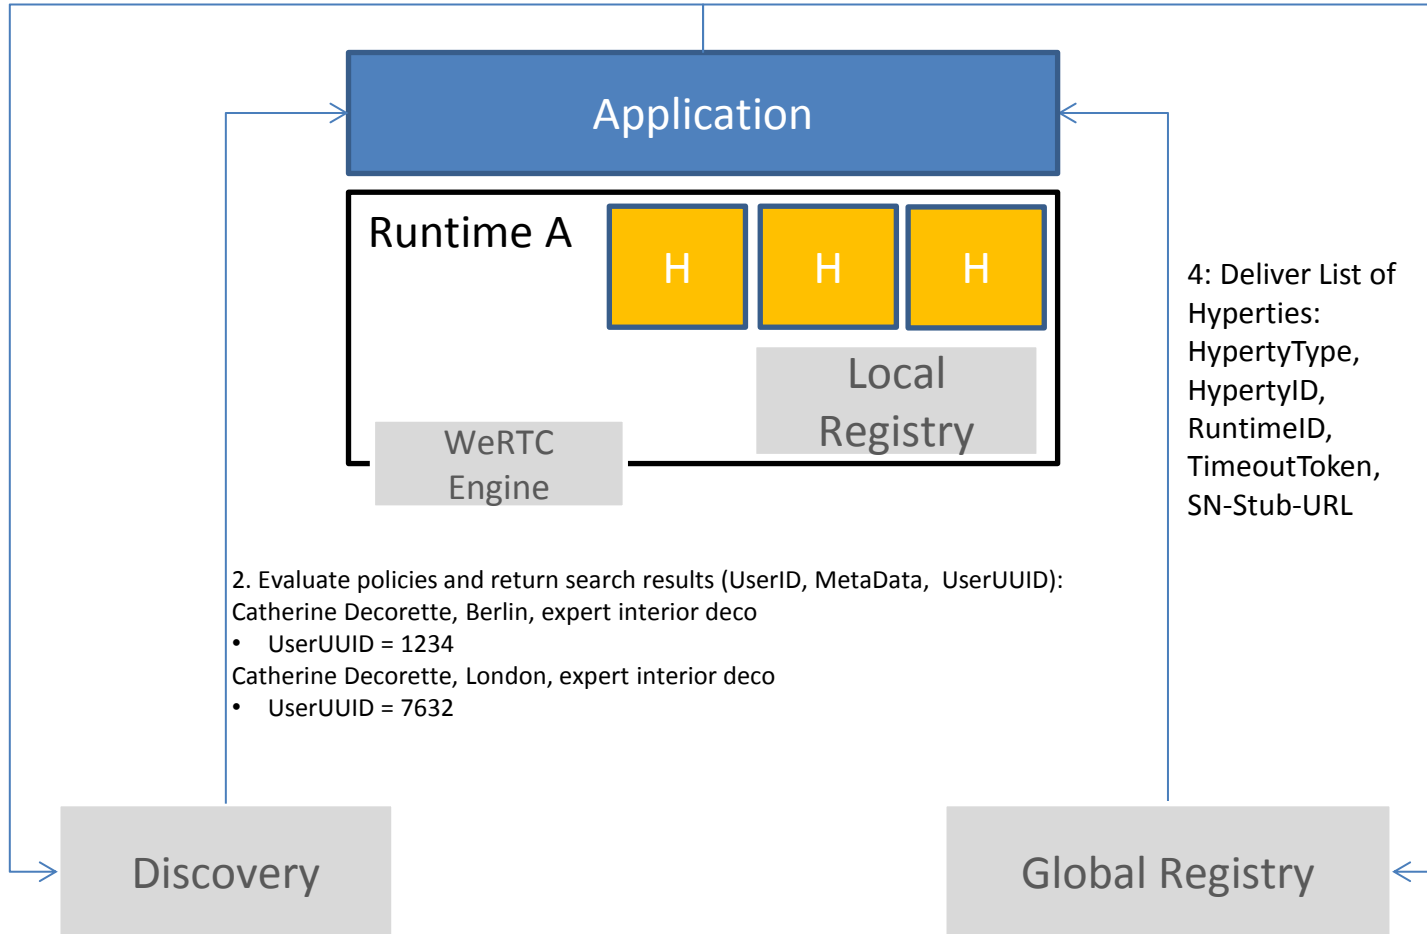 Application
Runtime A
H
H
H
Local
Registry
WeRTC
Engine
4: Deliver List of
Hyperties:
HypertyType,
HypertyID,
RuntimeID,
TimeoutToken,
SN-Stub-URL
2. Evaluate policies and return search results (UserID, MetaData, UserUUID):
Catherine Decorette, Berlin, expert interior deco
• UserUUID = 1234
Catherine Decorette, London, expert interior deco
• UserUUID = 7632
Discovery
Global Registry